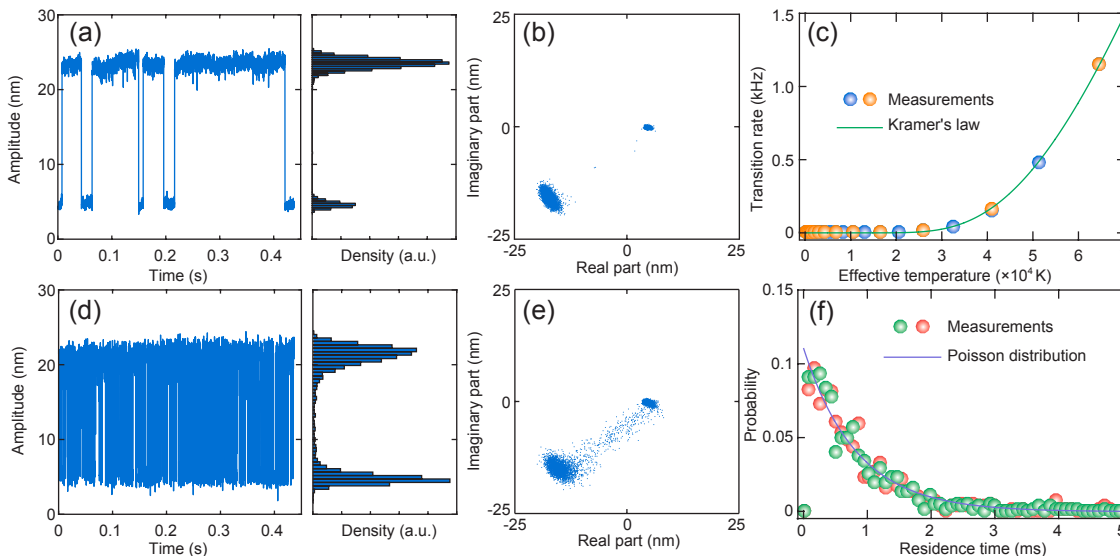 (a)
30
20
10
0
Amplitude (nm)
0 0.1 0.2 0.3 0.4
Time (s)
Density (a.u.)
(b)
25
0
-25
Imaginary part (nm)
-25 0 25
Real part (nm)
(c)
1.5
1.0
0.5
0
Transition rate (kHz)
Measurements
Kramer's law
0 1 2 3 4 5 6
Effective temperature (×10⁴ K)
(d)
30
20
10
0
Amplitude (nm)
0 0.1 0.2 0.3 0.4
Time (s)
Density (a.u.)
(e)
25
0
-25
Imaginary part (nm)
-25 0 25
Real part (nm)
(f)
0.15
0.1
0.05
0
Probability
Measurements
Poisson distribution
0 1 2 3 4 5
Residence time (ms)